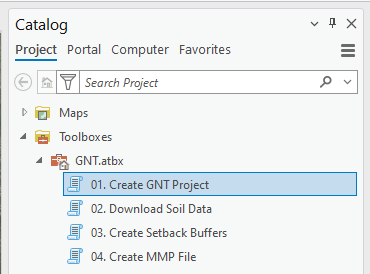 Catalog
Project Portal Computer Favorites
Search Project
Maps
Toolboxes
GNT.atbx
01. Create GNT Project
02. Download Soil Data
03. Create Setback Buffers
04. Create MMP File